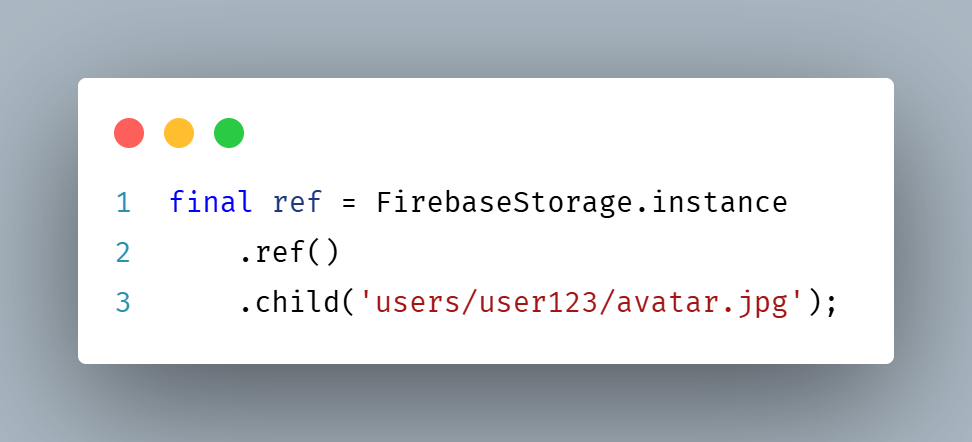 1 final ref = FirebaseStorage.instance
2     .ref()
3     .child('users/user123/avatar.jpg');